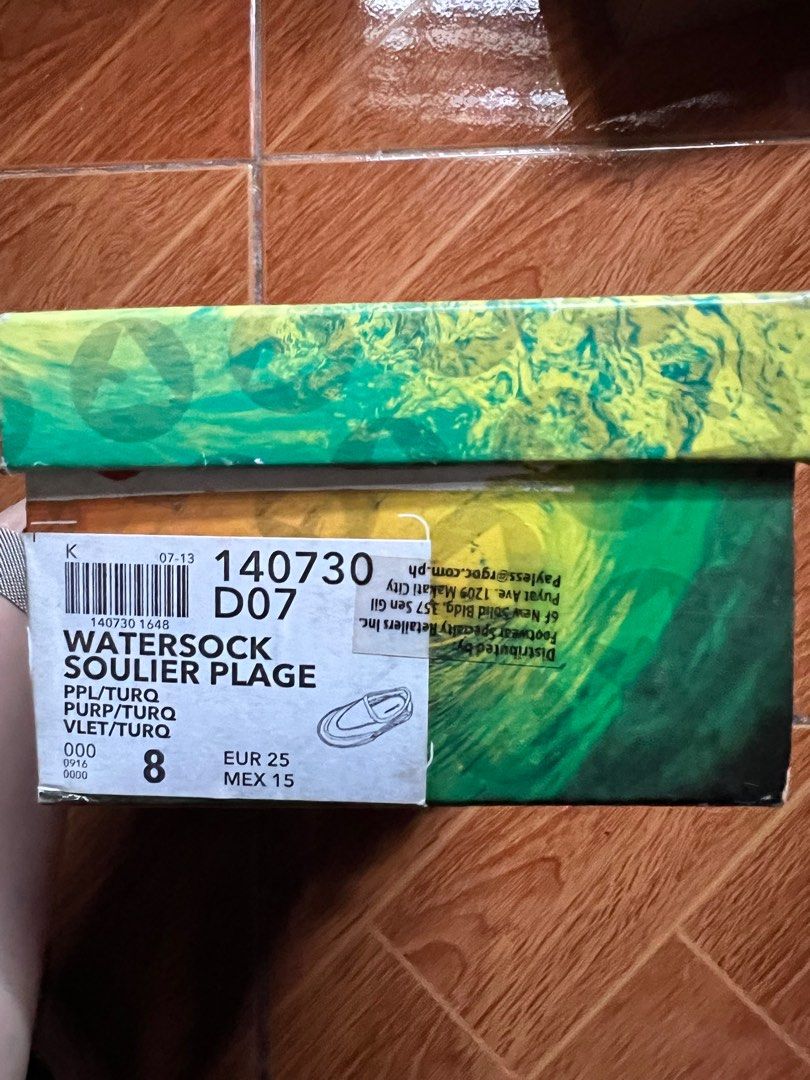 K
07-13
140730
D07
140730 1648
WATERSOCK
SOULIER PLAGE
PPL/TURQ
PURP/TURQ
VLET/TURQ
000
0916
0000
8
EUR 25
MEX 15
Distributed by:
Footwear Specialty Retailers Inc.
6F New Solid Bldg. 357 Sen Gil
Puyat Ave. 1209 Makati City
Payless@rgoc.com.ph